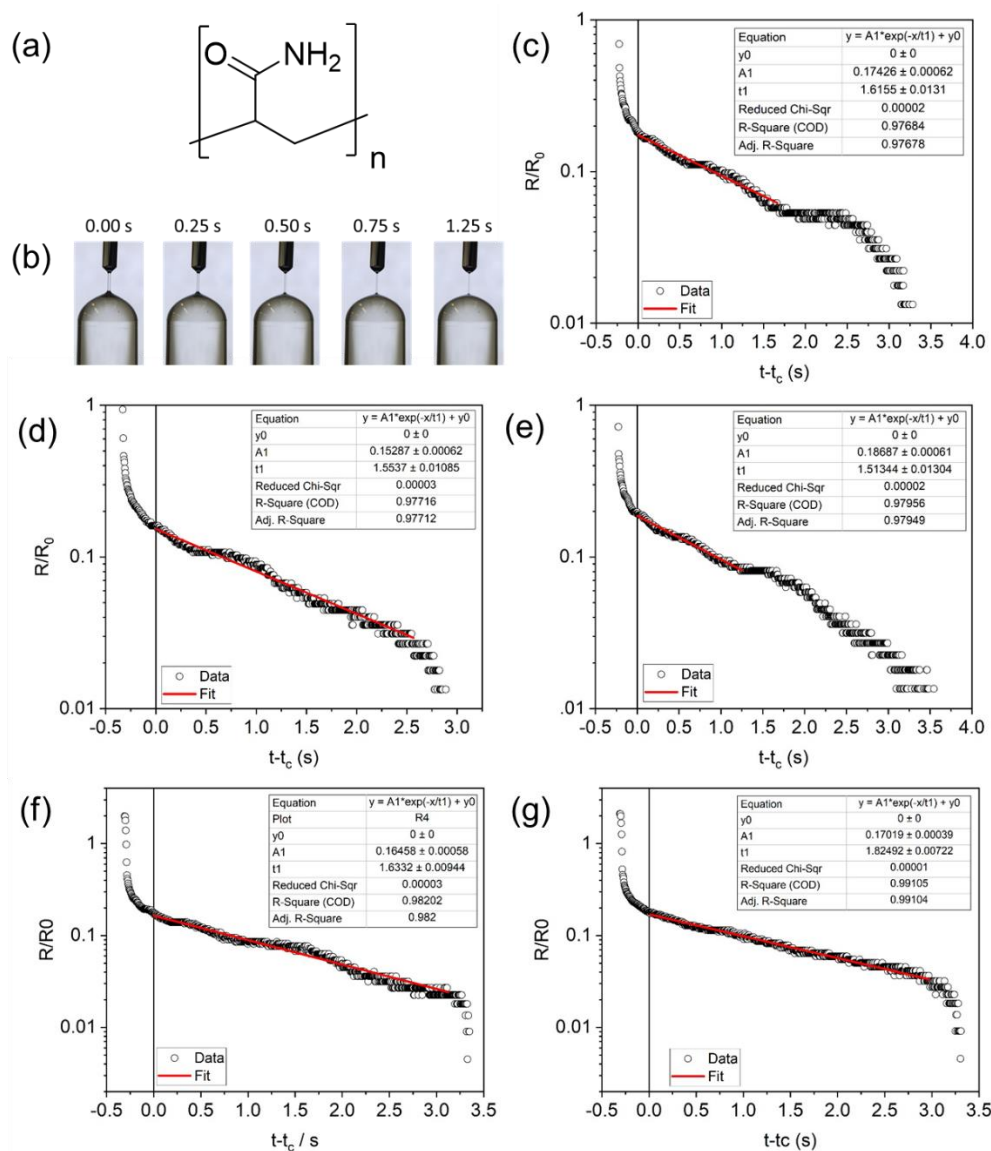 (a)
O
NH₂
n
(b)
0.00 s 0.25 s 0.50 s 0.75 s 1.25 s
(c)
Equation y = A1*exp(-x/t1) + y0
y0 0 ± 0
A1 0.17426 ± 0.00062
t1 1.6155 ± 0.0131
Reduced Chi-Sqr 0.00002
R-Square (COD) 0.97684
Adj. R-Square 0.97678
1
0.1
0.01
R/R₀
Data
Fit
-0.5 0.0 0.5 1.0 1.5 2.0 2.5 3.0 3.5 4.0
t-t_c (s)
(d)
Equation y = A1*exp(-x/t1) + y0
y0 0 ± 0
A1 0.15287 ± 0.00062
t1 1.5537 ± 0.01085
Reduced Chi-Sqr 0.00003
R-Square (COD) 0.97716
Adj. R-Square 0.97712
1
0.1
0.01
R/R₀
Data
Fit
-0.5 0.0 0.5 1.0 1.5 2.0 2.5 3.0
t-t_c (s)
(e)
Equation y = A1*exp(-x/t1) + y0
y0 0 ± 0
A1 0.18687 ± 0.00061
t1 1.51344 ± 0.01304
Reduced Chi-Sqr 0.00002
R-Square (COD) 0.97956
Adj. R-Square 0.97949
1
0.1
.01
R/R₀
Data
Fit
-0.5 0.0 0.5 1.0 1.5 2.0 2.5 3.0 3.5 4.0
t-t_c (s)
(f)
Equation y = A1*exp(-x/t1) + y0
Plot R4
y0 0 ± 0
A1 0.16458 ± 0.00058
t1 1.6332 ± 0.00944
Reduced Chi-Sqr 0.00003
R-Square (COD) 0.98202
Adj. R-Square 0.982
1
0.1
0.01
R/R0
Data
Fit
-0.5 0.0 0.5 1.0 1.5 2.0 2.5 3.0 3.5
t-t_c / s
(g)
Equation y = A1*exp(-x/t1) + y0
y0 0 ± 0
A1 0.17019 ± 0.00039
t1 1.82492 ± 0.00722
Reduced Chi-Sqr 0.00001
R-Square (COD) 0.99105
Adj. R-Square 0.99104
1
0.1
0.01
R/R0
Data
Fit
-0.5 0.0 0.5 1.0 1.5 2.0 2.5 3.0 3.5
t-tc (s)